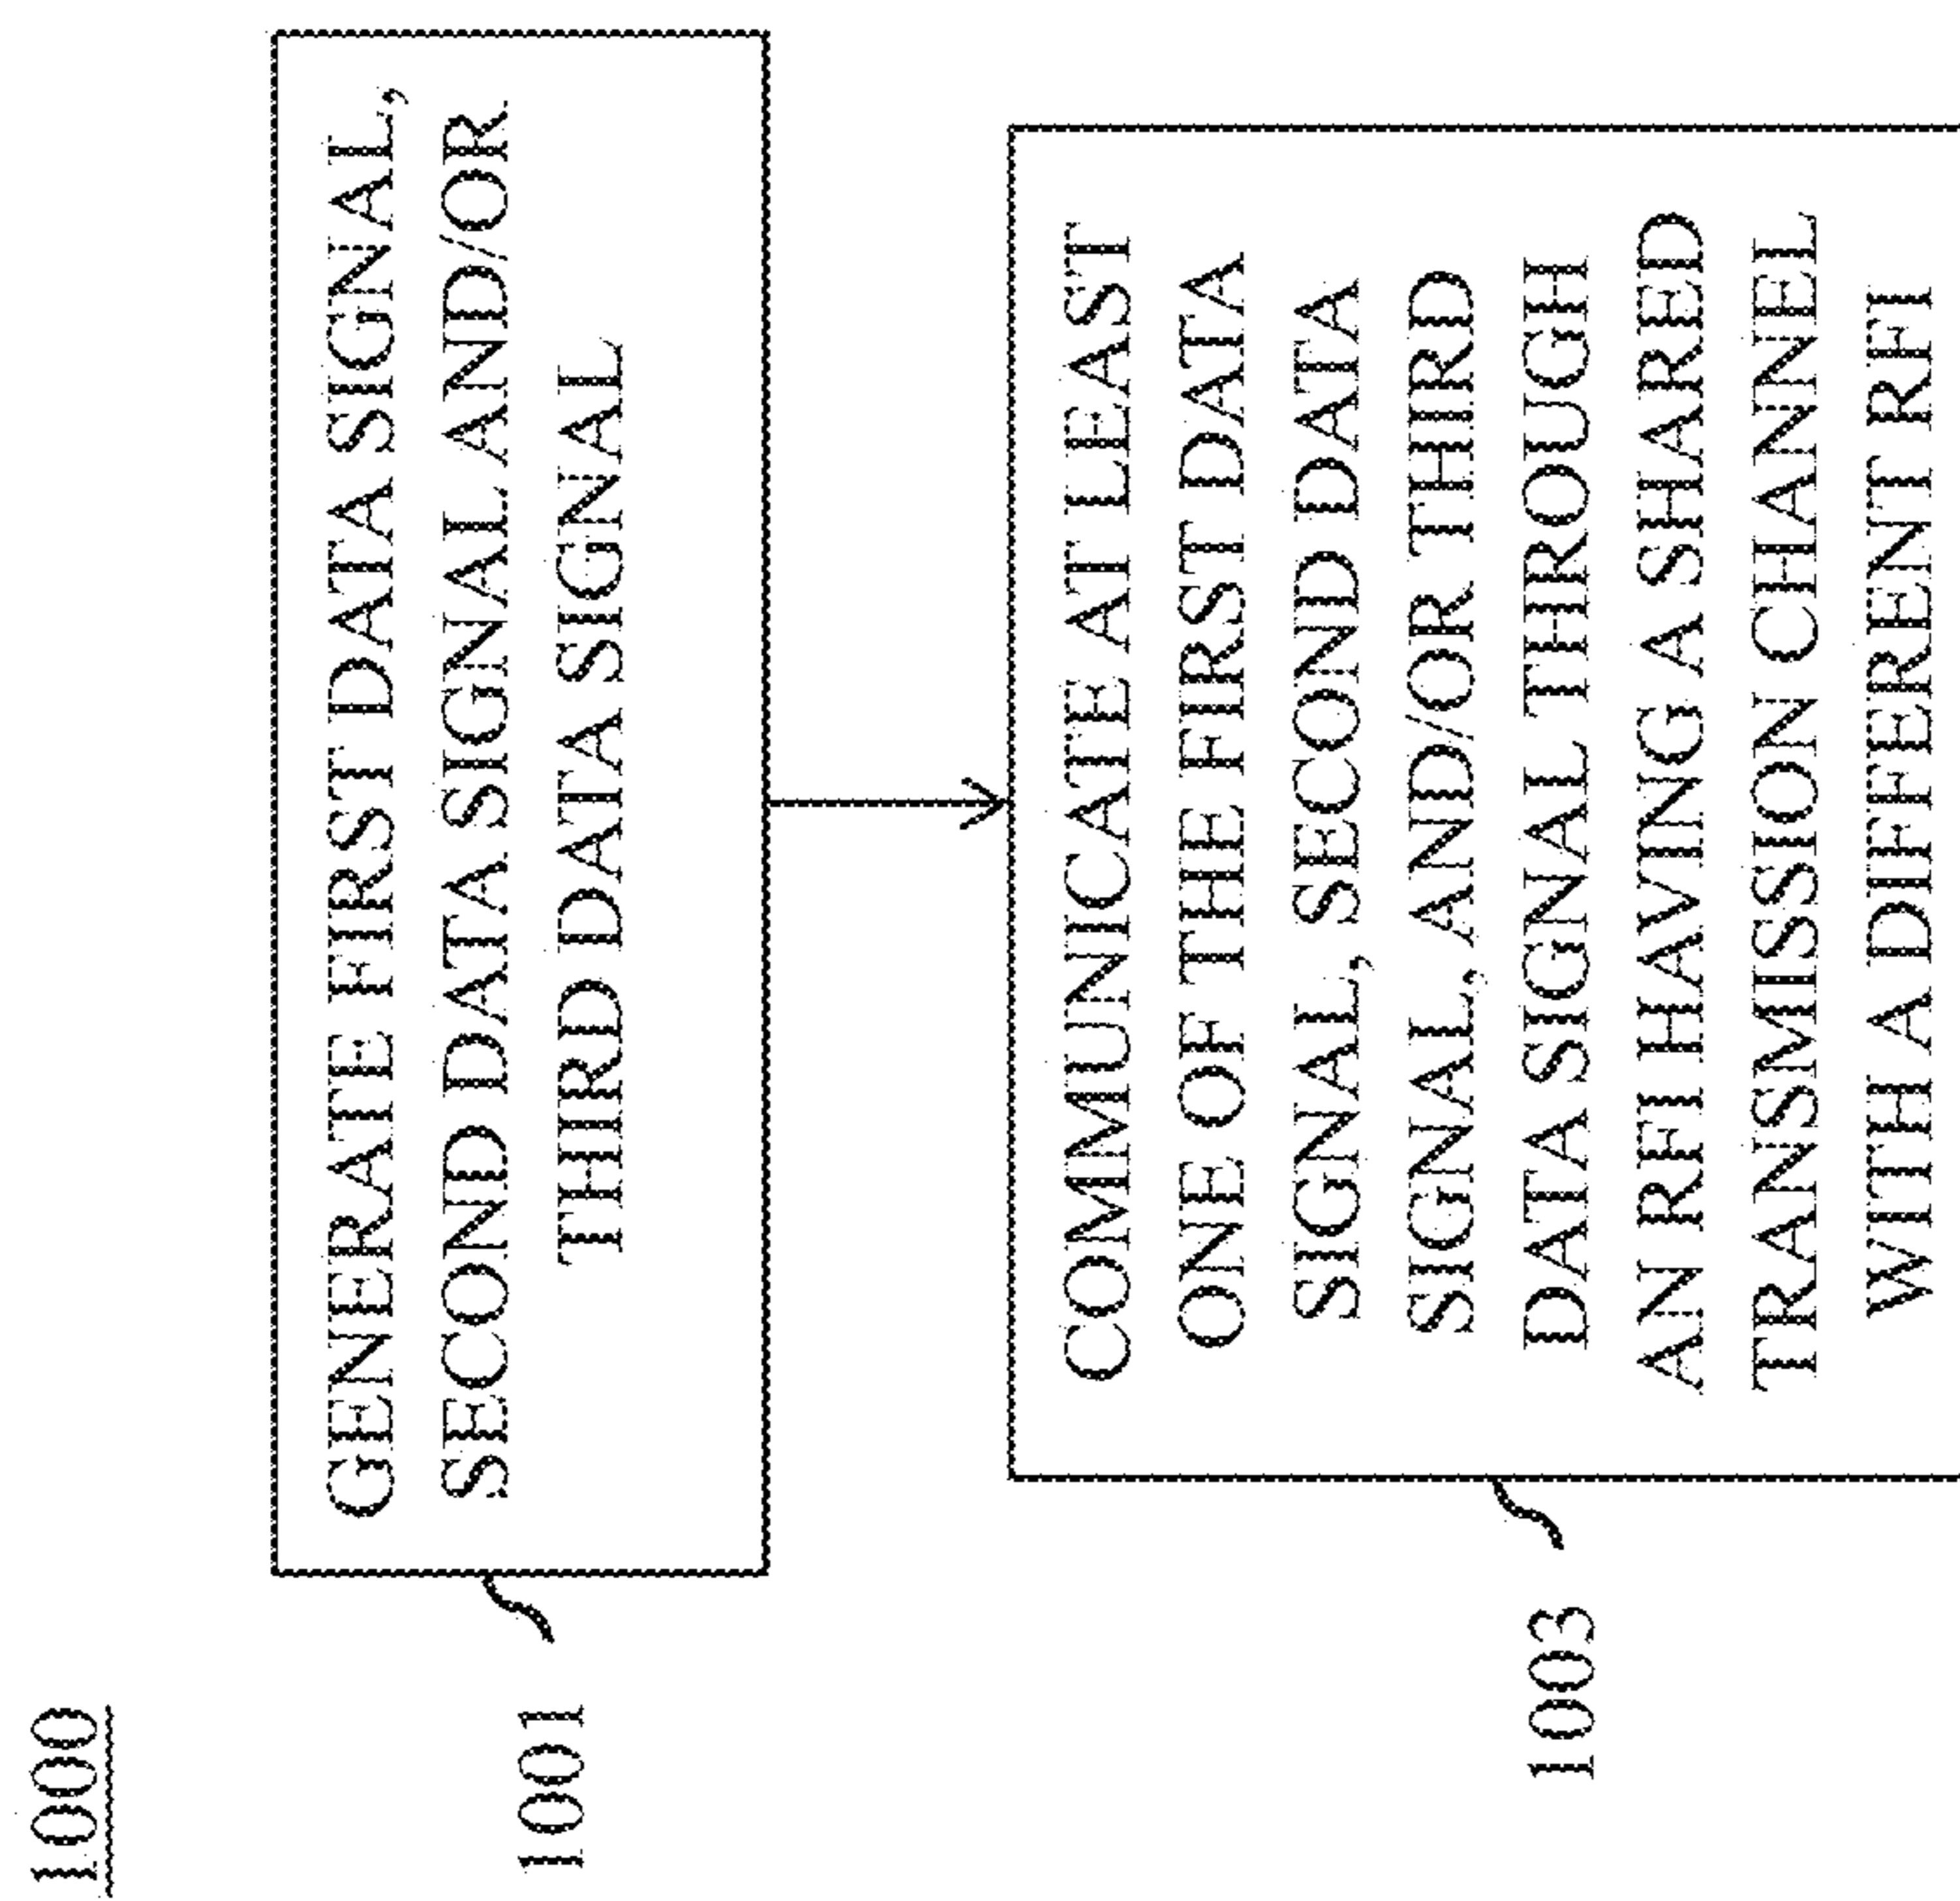 1000
GENERATE FIRST DATA SIGNAL,
SECOND DATA SIGNAL AND/OR
THIRD DATA SIGNAL
1001
COMMUNICATE AT LEAST
ONE OF THE FIRST DATA
SIGNAL, SECOND DATA
SIGNAL, AND/OR THIRD
DATA SIGNAL THROUGH
AN RFI HAVING A SHARED
TRANSMISSION CHANNEL
WITH A DIFFERENT RFI
1003